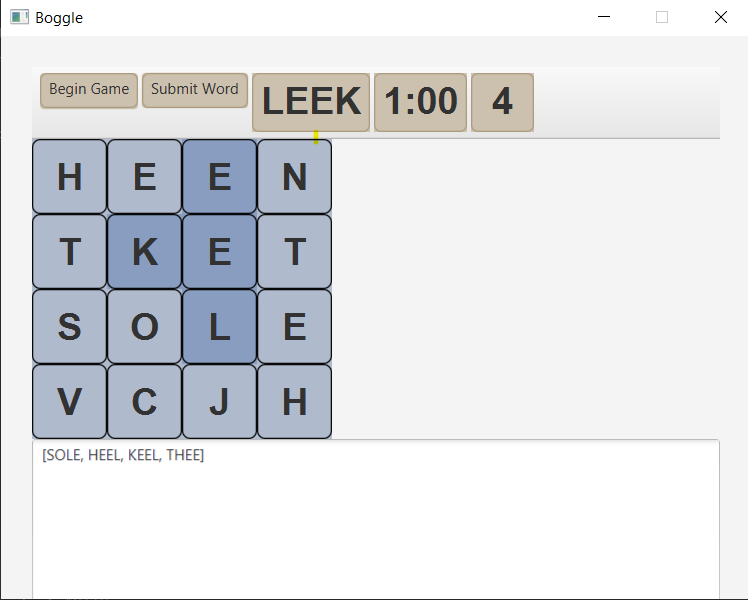 Boggle
Begin Game Submit Word LEEK 1:00 4
H E E N
T K E T
S O L E
V C J H
[SOLE, HEEL, KEEL, THEE]